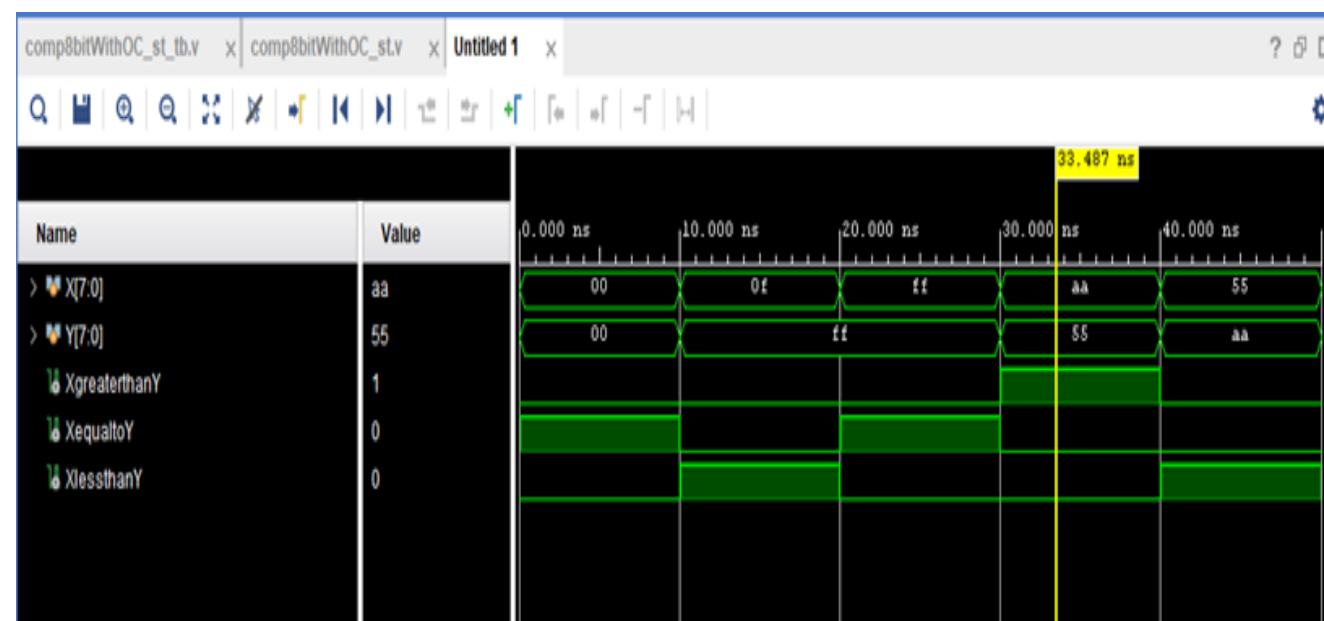 comp8bitWithOC_st_tb.v x comp8bitWithOC_st.v x Untitled 1 x ?
33.487 ns
Name Value 0.000 ns 10.000 ns 20.000 ns 30.000 ns 40.000 ns
> X[7:0] aa 00 0f ff aa 55
> Y[7:0] 55 00 ff 55 aa
XgreaterthanY 1
XequaltoY 0
XlessthanY 0